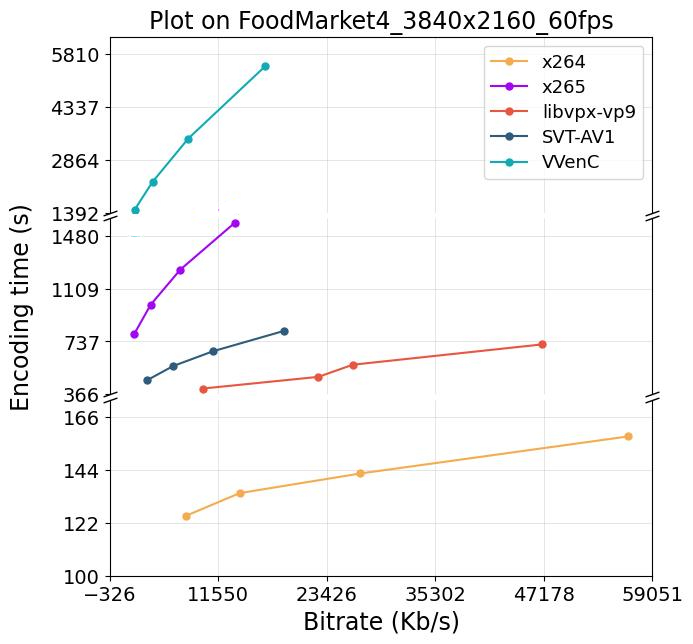 Plot on FoodMarket4_3840x2160_60fps
5810
4337
2864
1392
1480
1109
737
366
166
144
122
100
Encoding time (s)
x264
x265
libvpx-vp9
SVT-AV1
VVenC
−326 11550 23426 35302 47178 59051
Bitrate (Kb/s)